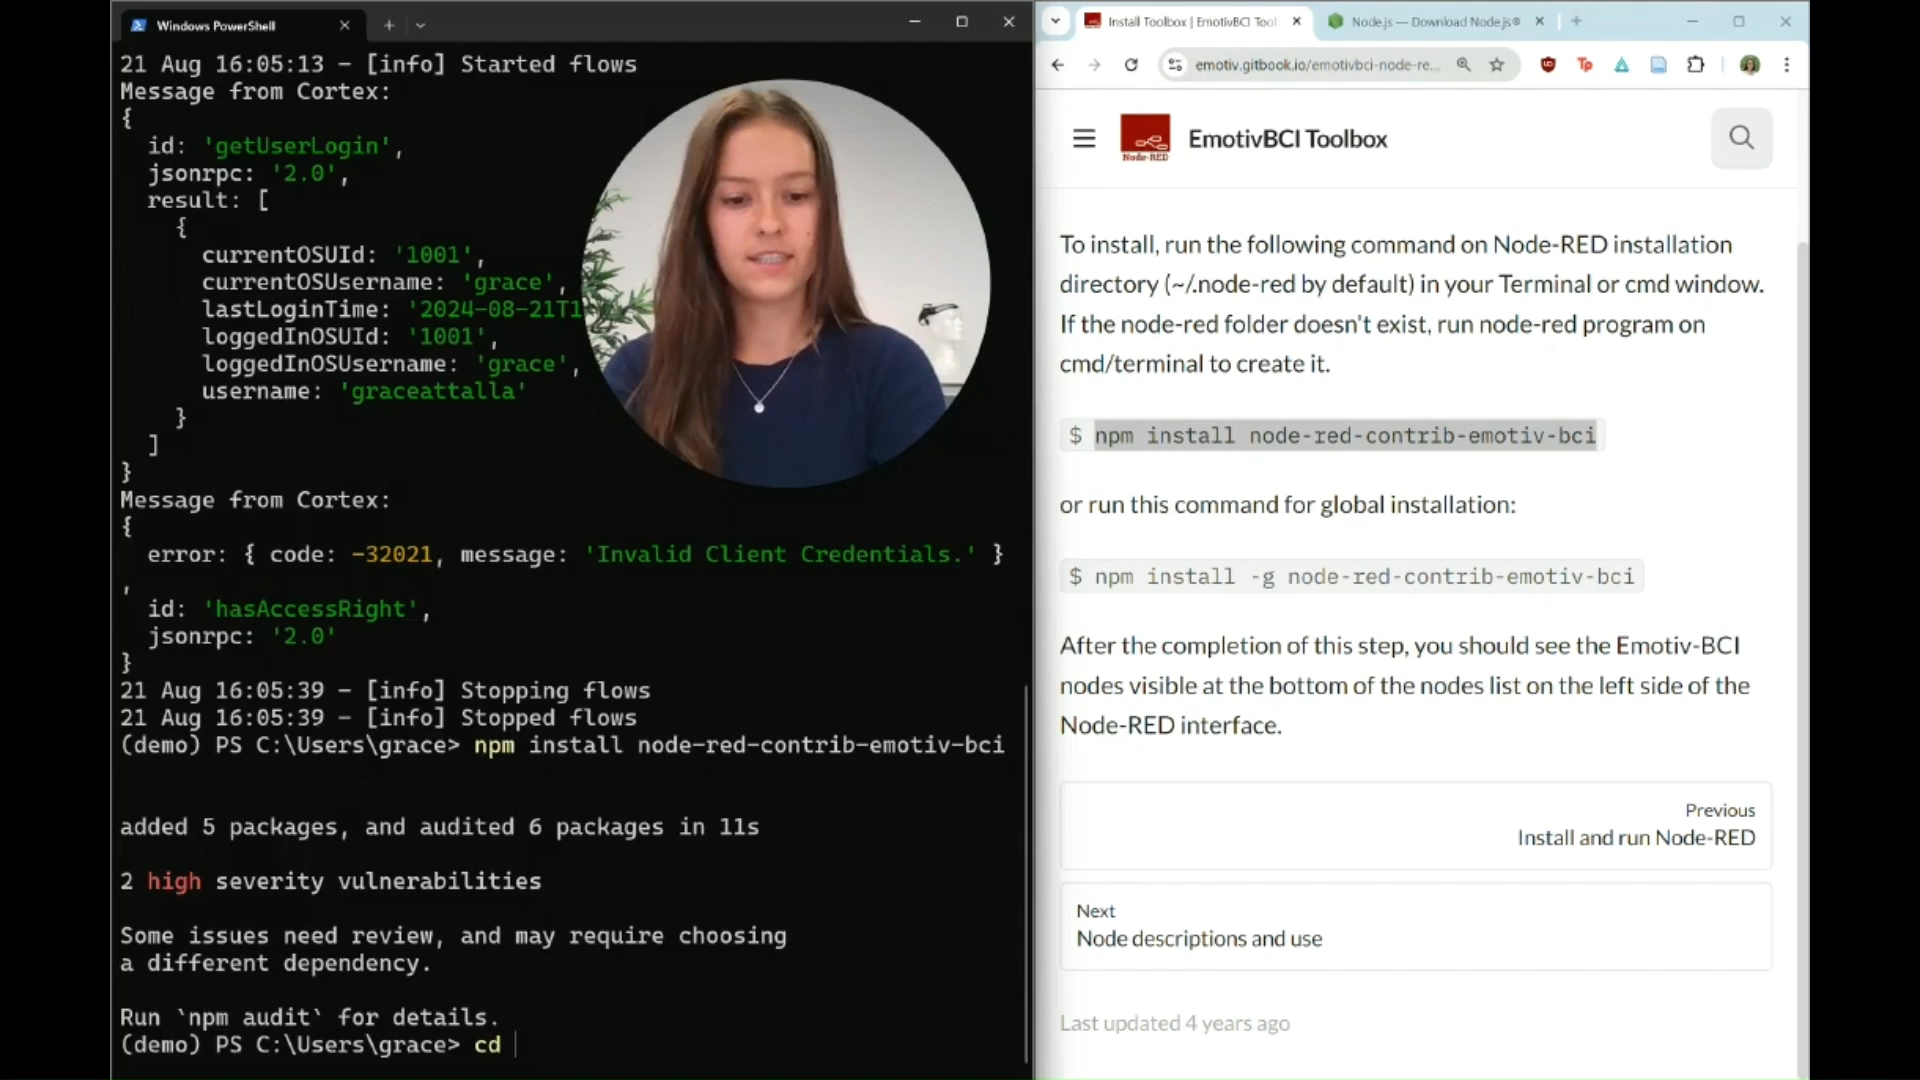 Windows PowerShell
21 Aug 16:05:13 - [info] Started flows
Message from Cortex:
{
id: 'getUserLogin',
jsonrpc: '2.0',
result: [
{
currentOSUId: '1001',
currentOSUsername: 'grace',
lastLoginTime: '2024-08-21T1
loggedInOSUId: '1001',
loggedInOSUsername: 'grace',
username: 'graceattalla'
}
]
}
Message from Cortex:
{
error: { code: -32021, message: 'Invalid Client Credentials.' }
,
id: 'hasAccessRight',
jsonrpc: '2.0'
}
21 Aug 16:05:39 - [info] Stopping flows
21 Aug 16:05:39 - [info] Stopped flows
(demo) PS C:\Users\grace> npm install node-red-contrib-emotiv-bci
added 5 packages, and audited 6 packages in 11s
2 high severity vulnerabilities
Some issues need review, and may require choosing
a different dependency.
Run `npm audit` for details.
(demo) PS C:\Users\grace> cd
Install Toolbox | EmotivBCI Tool
Node.js — Download Node.js®
emotiv.gitbook.io/emotivbci-node-re...
Tp
Node-RED
EmotivBCI Toolbox
To install, run the following command on Node-RED installation
directory (~/.node-red by default) in your Terminal or cmd window.
If the node-red folder doesn't exist, run node-red program on
cmd/terminal to create it.
$ npm install node-red-contrib-emotiv-bci
or run this command for global installation:
$ npm install -g node-red-contrib-emotiv-bci
After the completion of this step, you should see the Emotiv-BCI
nodes visible at the bottom of the nodes list on the left side of the
Node-RED interface.
Previous
Install and run Node-RED
Next
Node descriptions and use
Last updated 4 years ago